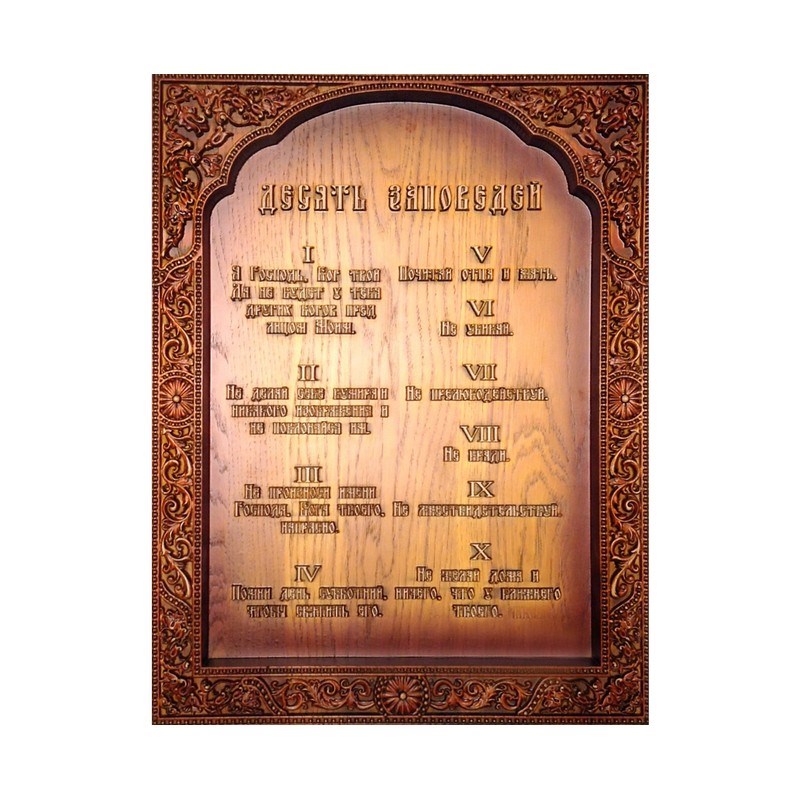 ДЕСЯТЬ ЗАПОВЕДЕЙ
I
Я Господь, Бог твой
Да не будет у тебя
других богов пред
лицом Моим.
II
Не делай себе кумира и
никакого изображения и
не поклоняйся им.
III
Не произноси имени
Господа, Бога твоего,
напрасно.
IV
Помни день субботний,
чтобы святить его.
V
Почитай отца и мать.
VI
Не убивай.
VII
Не прелюбодействуй.
VIII
Не кради.
IX
Не лжесвидетельствуй.
X
Не желай дома и
ничего, что у ближнего
твоего.